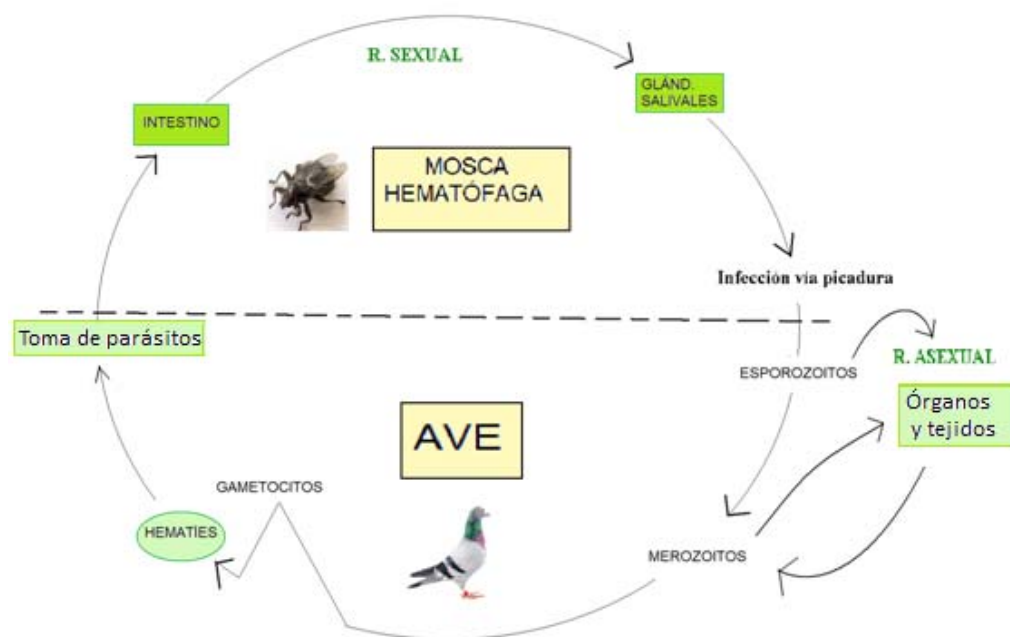 R. SEXUAL
INTESTINO
GLÁND.
SALIVALES
MOSCA
HEMATÓFAGA
Infección vía picadura
Toma de parásitos
ESPOROZOITOS
R. ASEXUAL
Órganos
y tejidos
AVE
GAMETOCITOS
HEMATÍES
MEROZOITOS